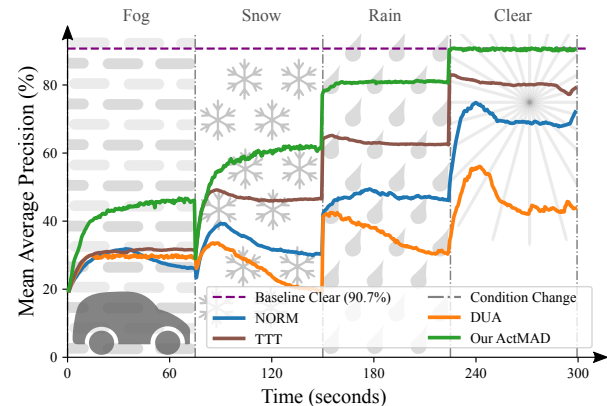 Fog Snow Rain Clear
Mean Average Precision (%)
80
60
40
20
0
Baseline Clear (90.7%)
NORM
TTT
Condition Change
DUA
Our ActMAD
0 60 120 180 240 300
Time (seconds)